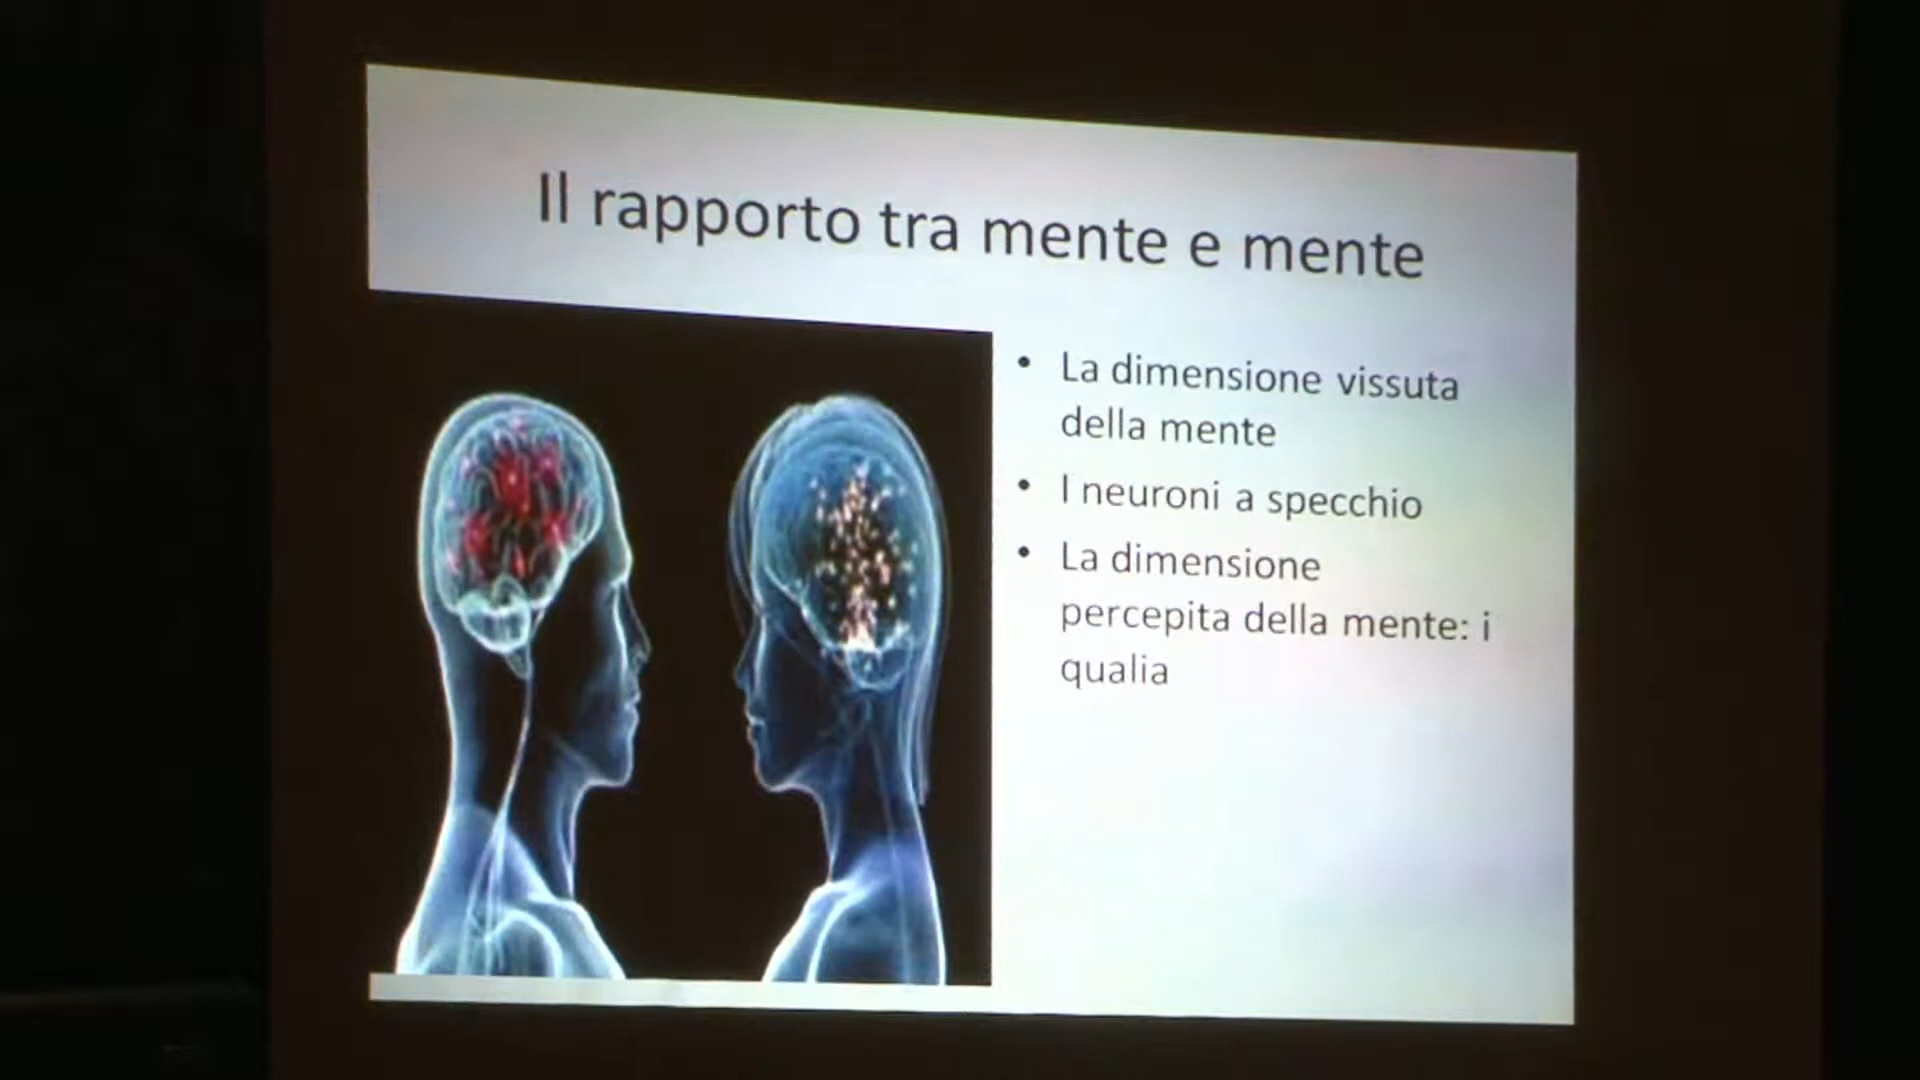 Il rapporto tra mente e mente
• La dimensione vissuta
della mente
• I neuroni a specchio
• La dimensione
percepita della mente: i
qualia